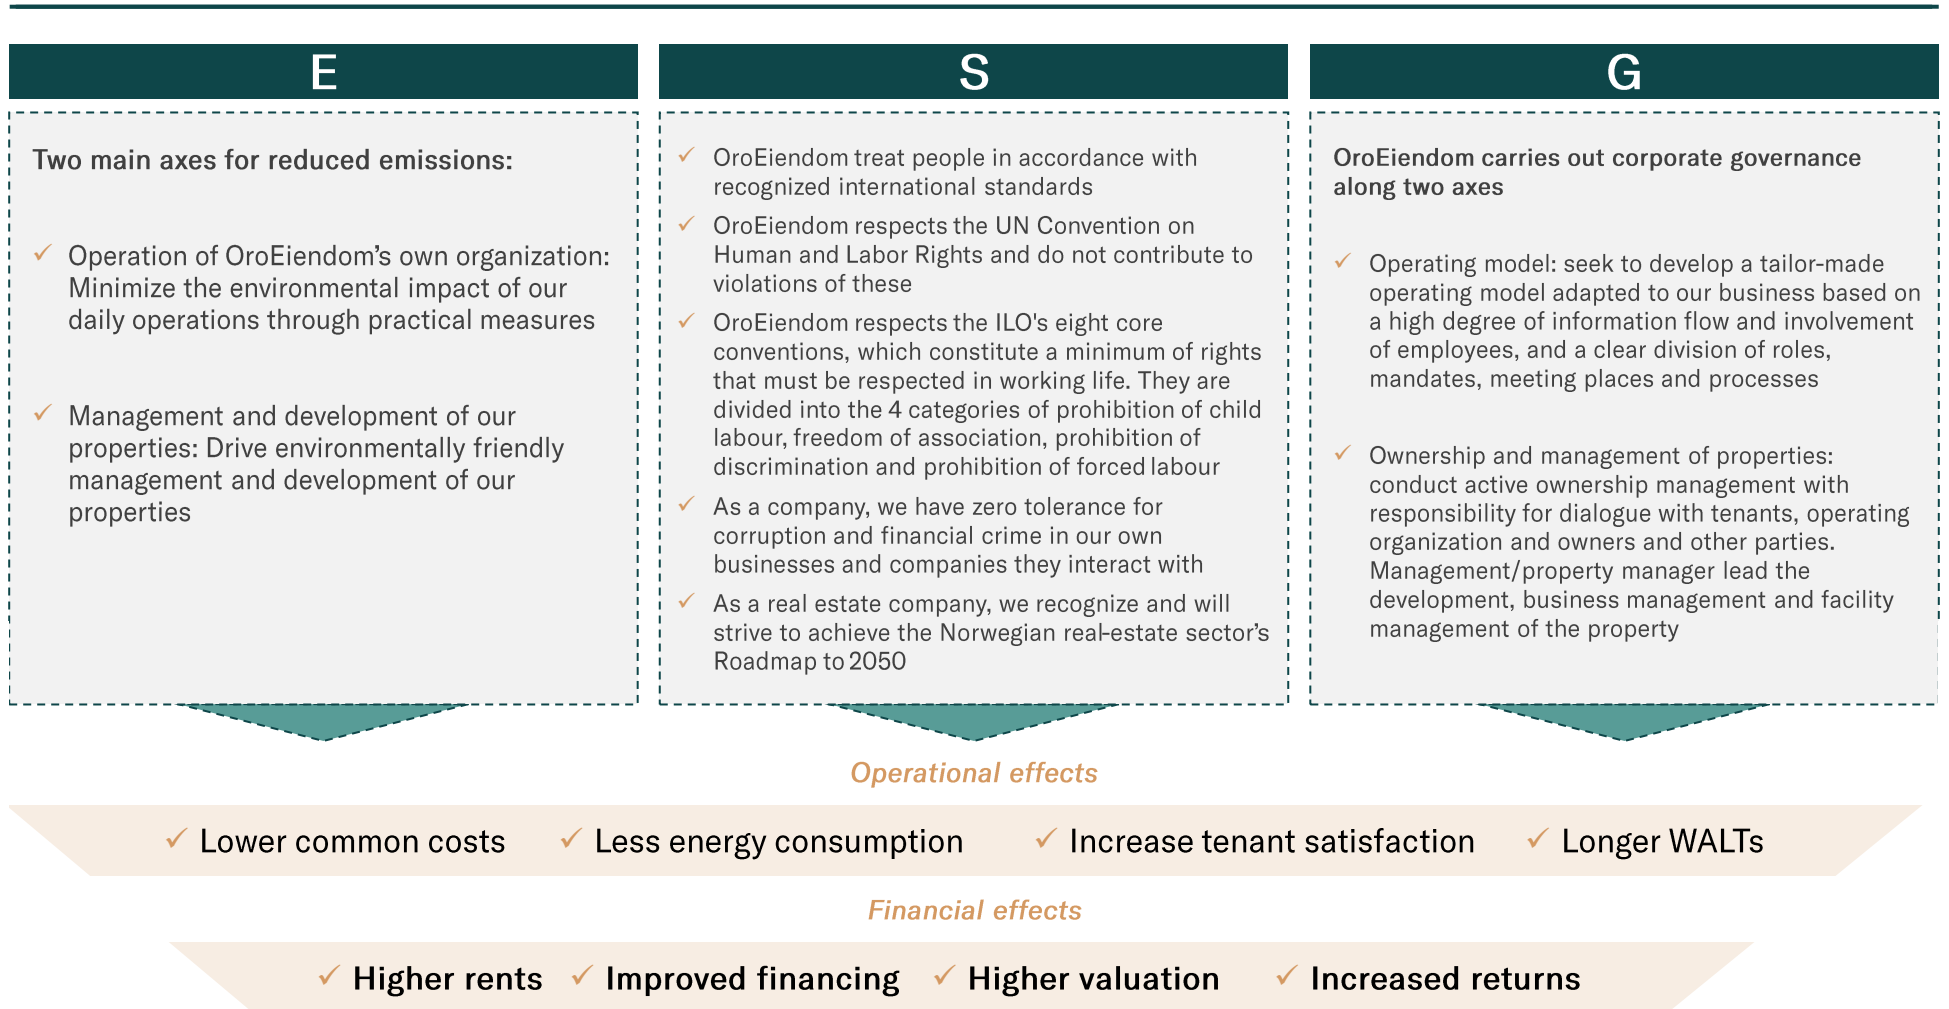 E
Two main axes for reduced emissions:
Operation of OroEiendom’s own organization:
Minimize the environmental impact of our
daily operations through practical measures
Management and development of our
properties: Drive environmentally friendly
management and development of our
properties
S
OroEiendom treat people in accordance with
recognized international standards
OroEiendom respects the UN Convention on
Human and Labor Rights and do not contribute to
violations of these
OroEiendom respects the ILO's eight core
conventions, which constitute a minimum of rights
that must be respected in working life. They are
divided into the 4 categories of prohibition of child
labour, freedom of association, prohibition of
discrimination and prohibition of forced labour
As a company, we have zero tolerance for
corruption and financial crime in our own
businesses and companies they interact with
As a real estate company, we recognize and will
strive to achieve the Norwegian real-estate sector’s
Roadmap to 2050
G
OroEiendom carries out corporate governance
along two axes
Operating model: seek to develop a tailor-made
operating model adapted to our business based on
a high degree of information flow and involvement
of employees, and a clear division of roles,
mandates, meeting places and processes
Ownership and management of properties:
conduct active ownership management with
responsibility for dialogue with tenants, operating
organization and owners and other parties.
Management/property manager lead the
development, business management and facility
management of the property
Operational effects
Lower common costs
Less energy consumption
Increase tenant satisfaction
Longer WALTs
Financial effects
Higher rents
Improved financing
Higher valuation
Increased returns